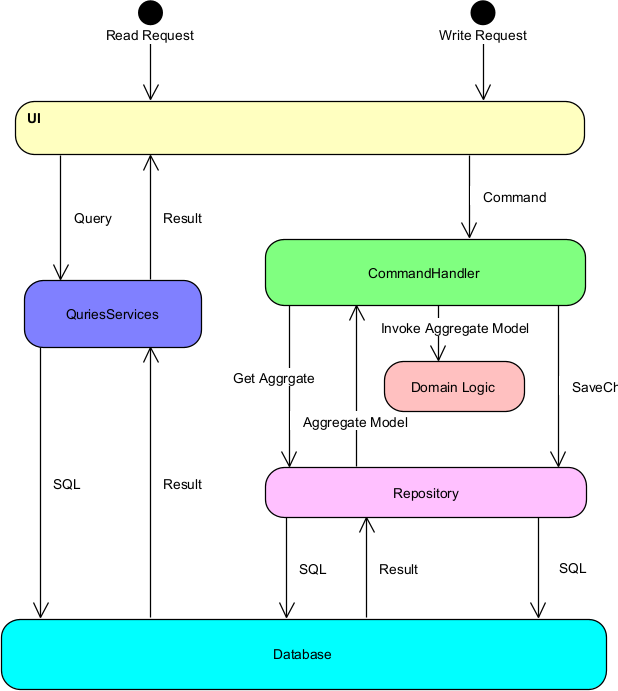 Read Request
Write Request
UI
Query
Result
Command
CommandHandler
QuriesServices
Invoke Aggregate Model
Get Aggrgate
Domain Logic
SaveCh
Aggregate Model
SQL
Result
Repository
SQL
Result
SQL
Database